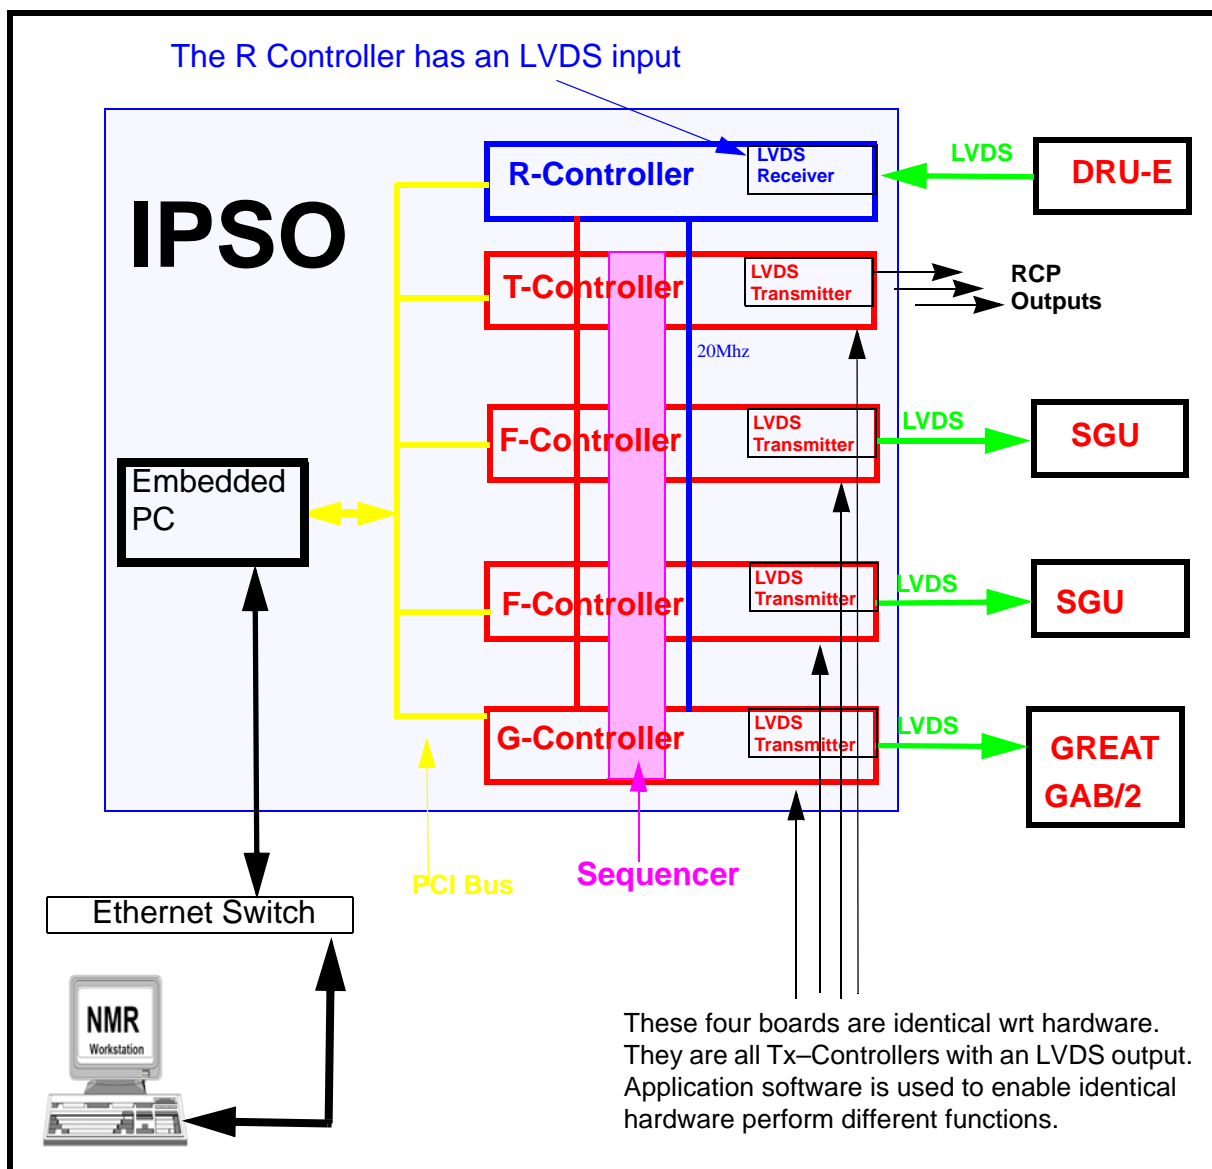 The R Controller has an LVDS input
IPSO
R-Controller
LVDS
Receiver
LVDS
DRU-E
T-Controller
LVDS
Transmitter
RCP
Outputs
20Mhz
F-Controller
LVDS
Transmitter
LVDS
SGU
Embedded
PC
F-Controller
LVDS
Transmitter
LVDS
SGU
G-Controller
LVDS
Transmitter
LVDS
GREAT
GAB/2
PCI Bus
Sequencer
Ethernet Switch
NMR
Workstation
These four boards are identical wrt hardware.
They are all Tx–Controllers with an LVDS output.
Application software is used to enable identical
hardware perform different functions.